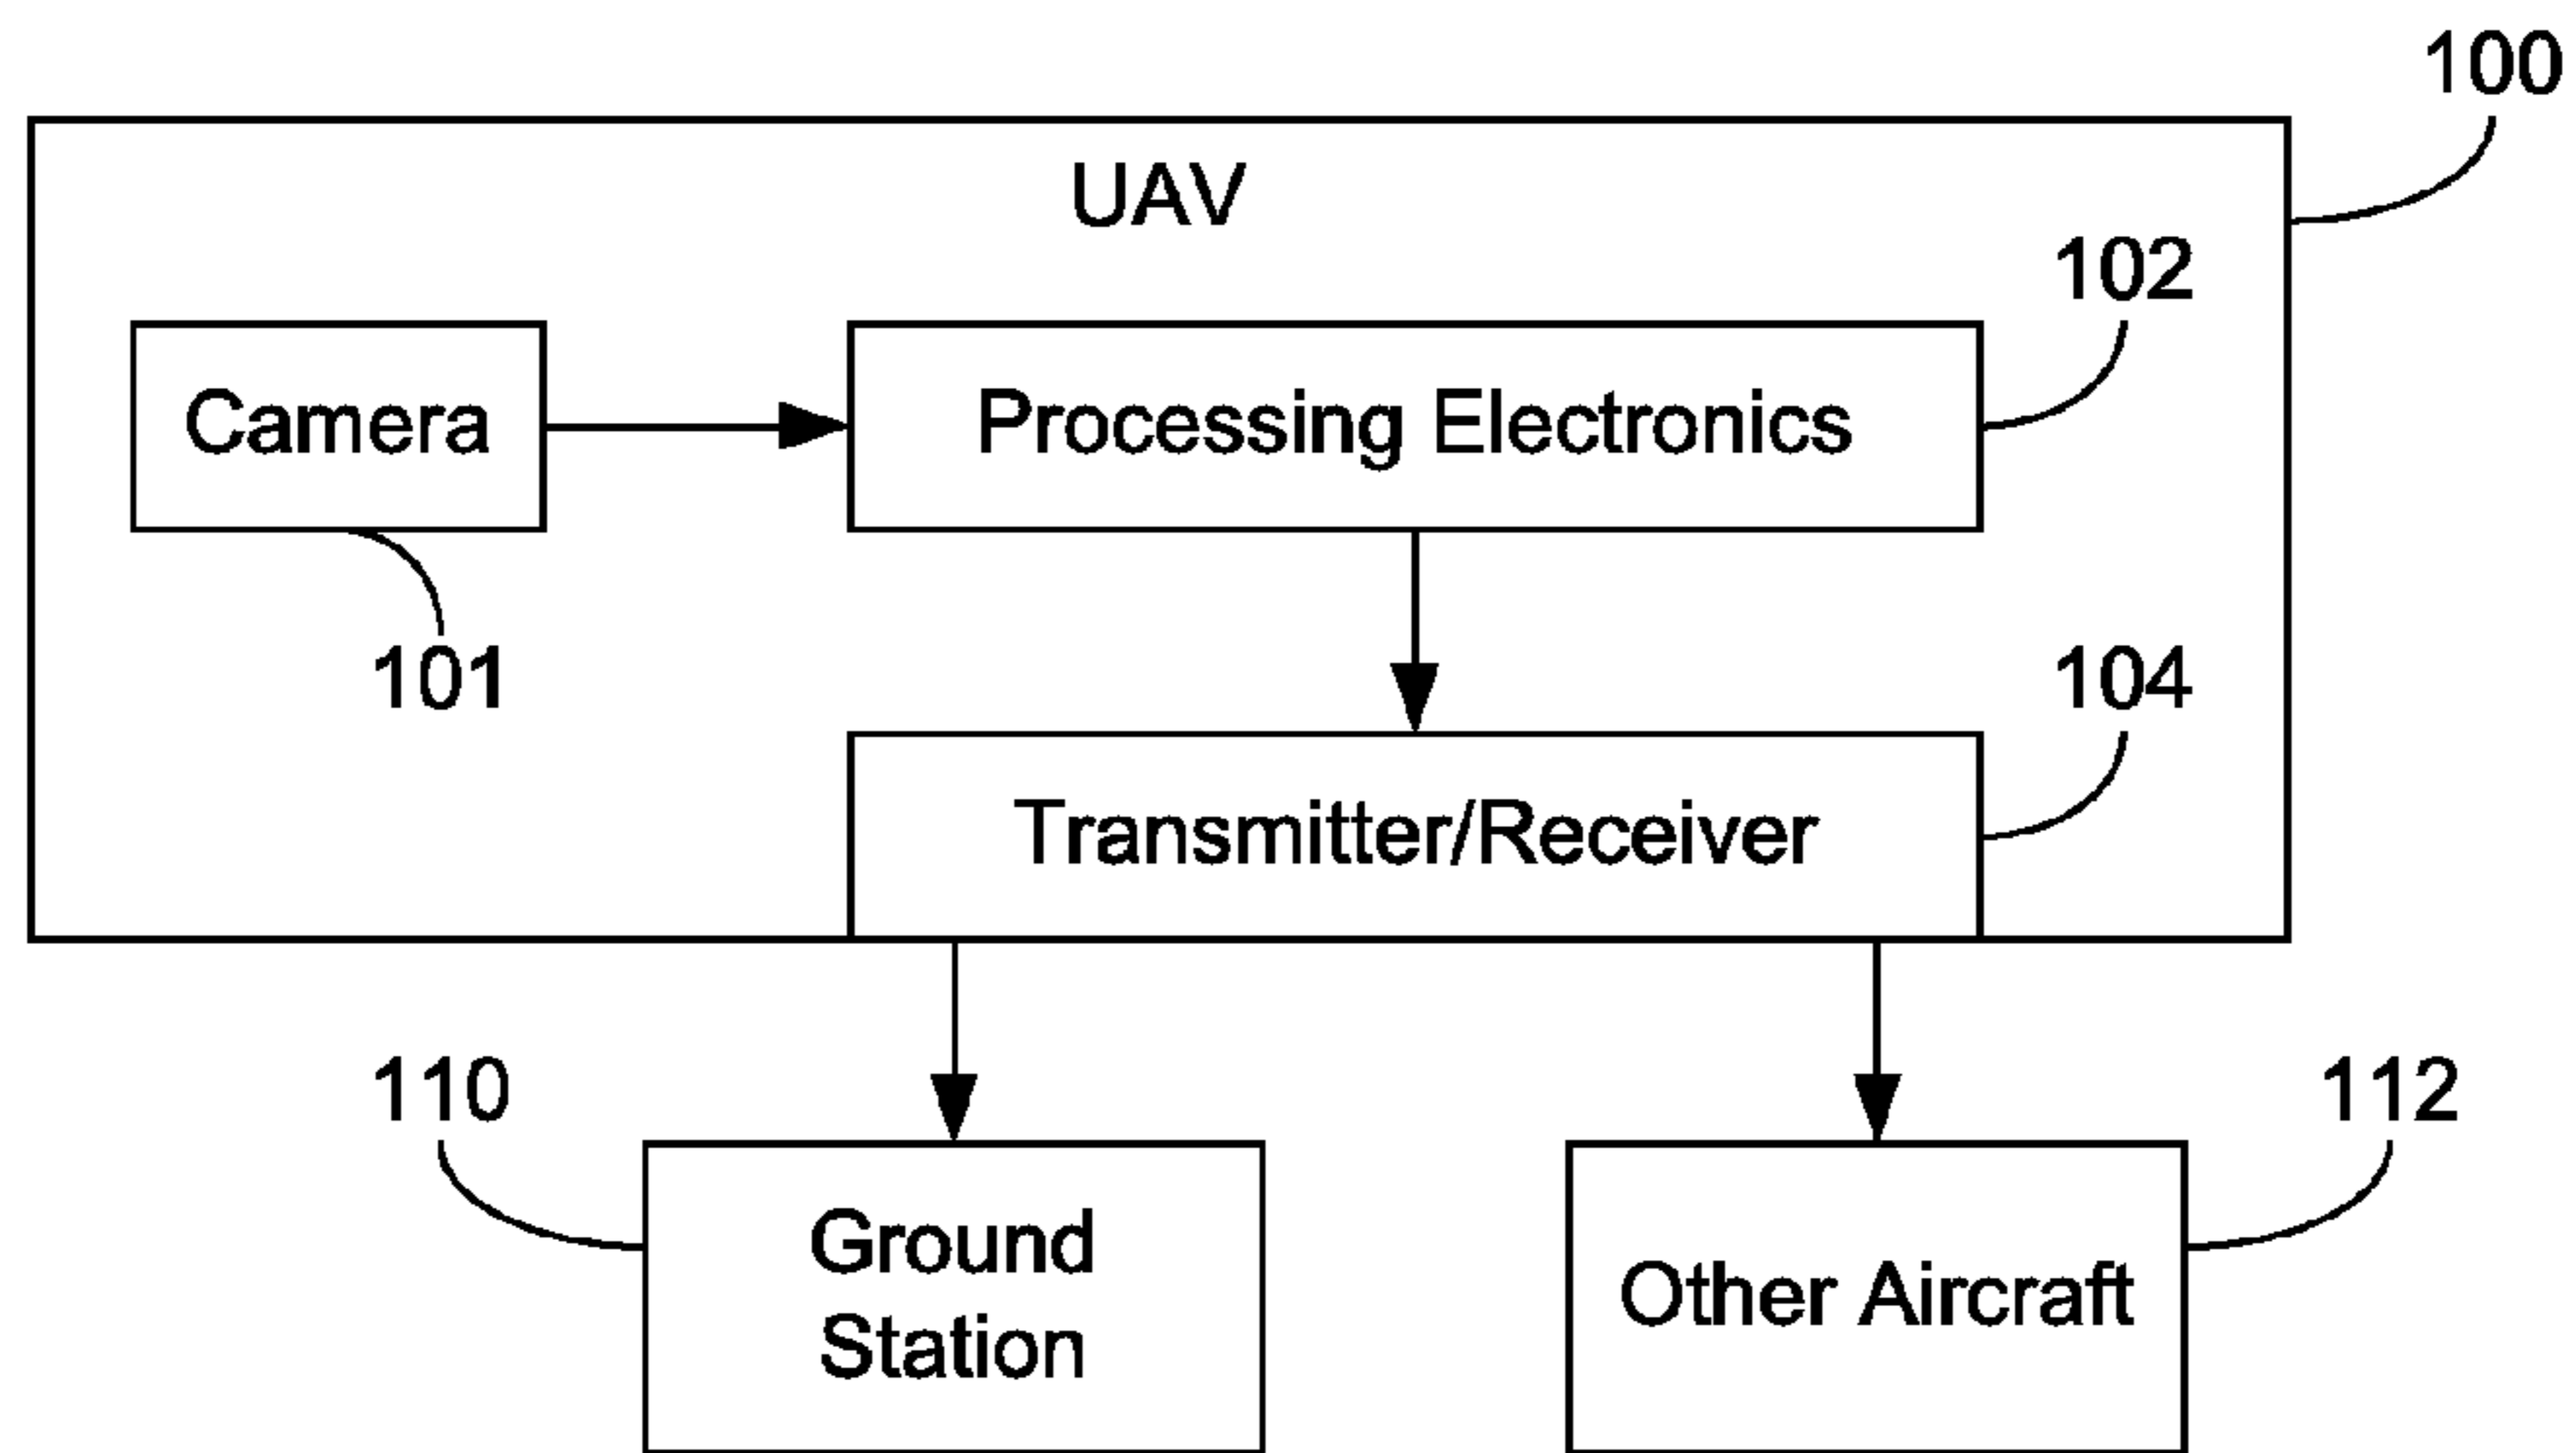 100
UAV
102
Camera
Processing Electronics
101
104
Transmitter/Receiver
110
112
Ground
Station
Other Aircraft